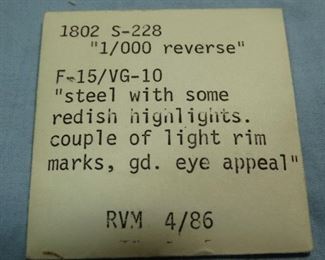 1802 S-228
"1/000 reverse"
F-15/VG-10
"steel with some
redish highlights.
couple of light rim
marks, gd. eye appeal"
RVM 4/86